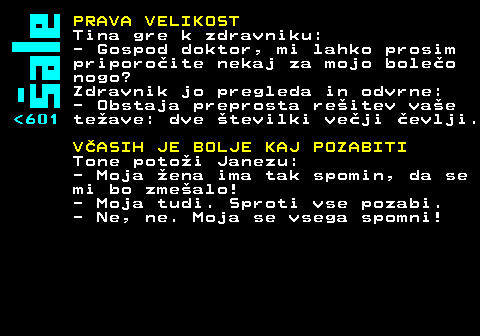 Šale
<601
PRAVA VELIKOST
Tina gre k zdravniku:
- Gospod doktor, mi lahko prosim
priporočite nekaj za mojo bolečo
nogo?
Zdravnik jo pregleda in odvrne:
- Obstaja preprosta rešitev vaše
težave: dve številki večji čevlji.
VČASIH JE BOLJE KAJ POZABITI
Tone potoži Janezu:
- Moja žena ima tak spomin, da se
mi bo zmešalo!
- Moja tudi. Sproti vse pozabi.
- Ne, ne. Moja se vsega spomni!